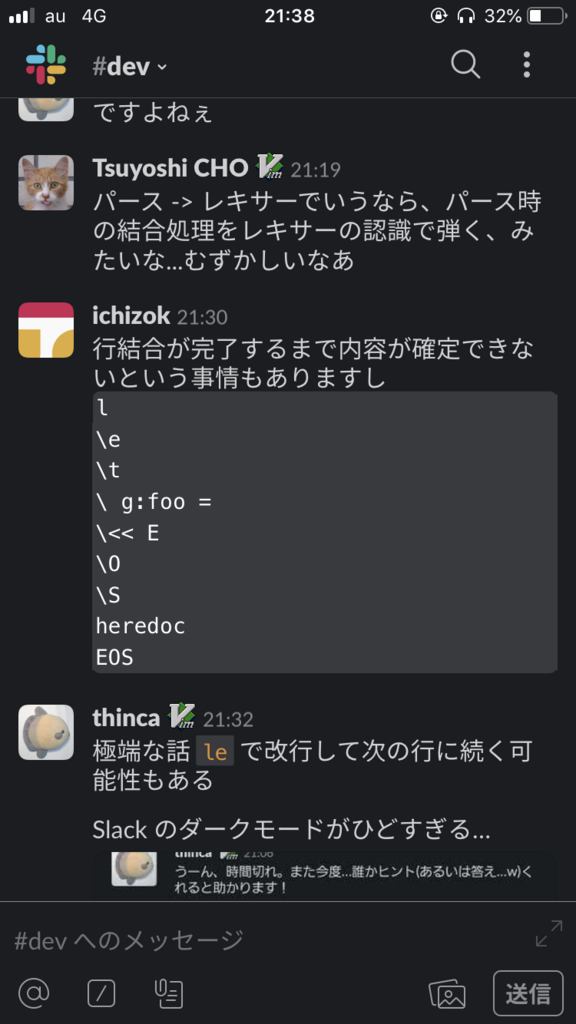 au 4G 21:38 32%
#dev
ですよねぇ
Tsuyoshi CHO 21:19
パース -> レキサーでいうなら、パース時
の結合処理をレキサーの認識で弾く、み
たいな...むずかしいなあ
ichizok 21:30
行結合が完了するまで内容が確定できな
いという事情もありますし
l
\e
\t
\ g:foo =
\<< E
\O
\S
heredoc
EOS
thinca 21:32
極端な話 le で改行して次の行に続く可
能性もある
Slack のダークモードがひどすぎる...
thinca 21:06
うーん、時間切れ。また今度...誰かヒント(あるいは答え...w)く
れると助かります！
#dev へのメッセージ
送信